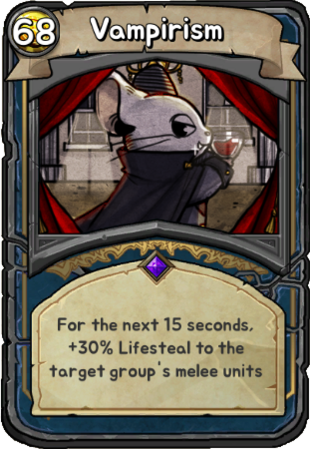 68
Vampirism
For the next 15 seconds,
+30% Lifesteal to the
target group's melee units